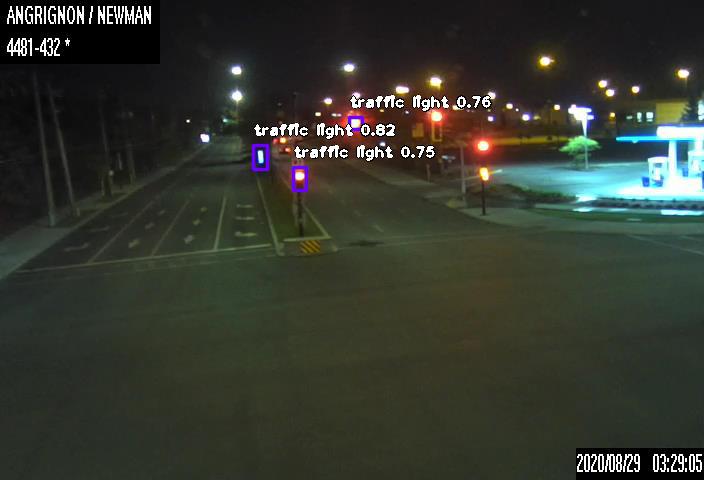 ANGRIGNON / NEWMAN
4481-432 *
traffic light 0.76
traffic light 0.82
traffic light 0.75
2020/08/29 03:29:05